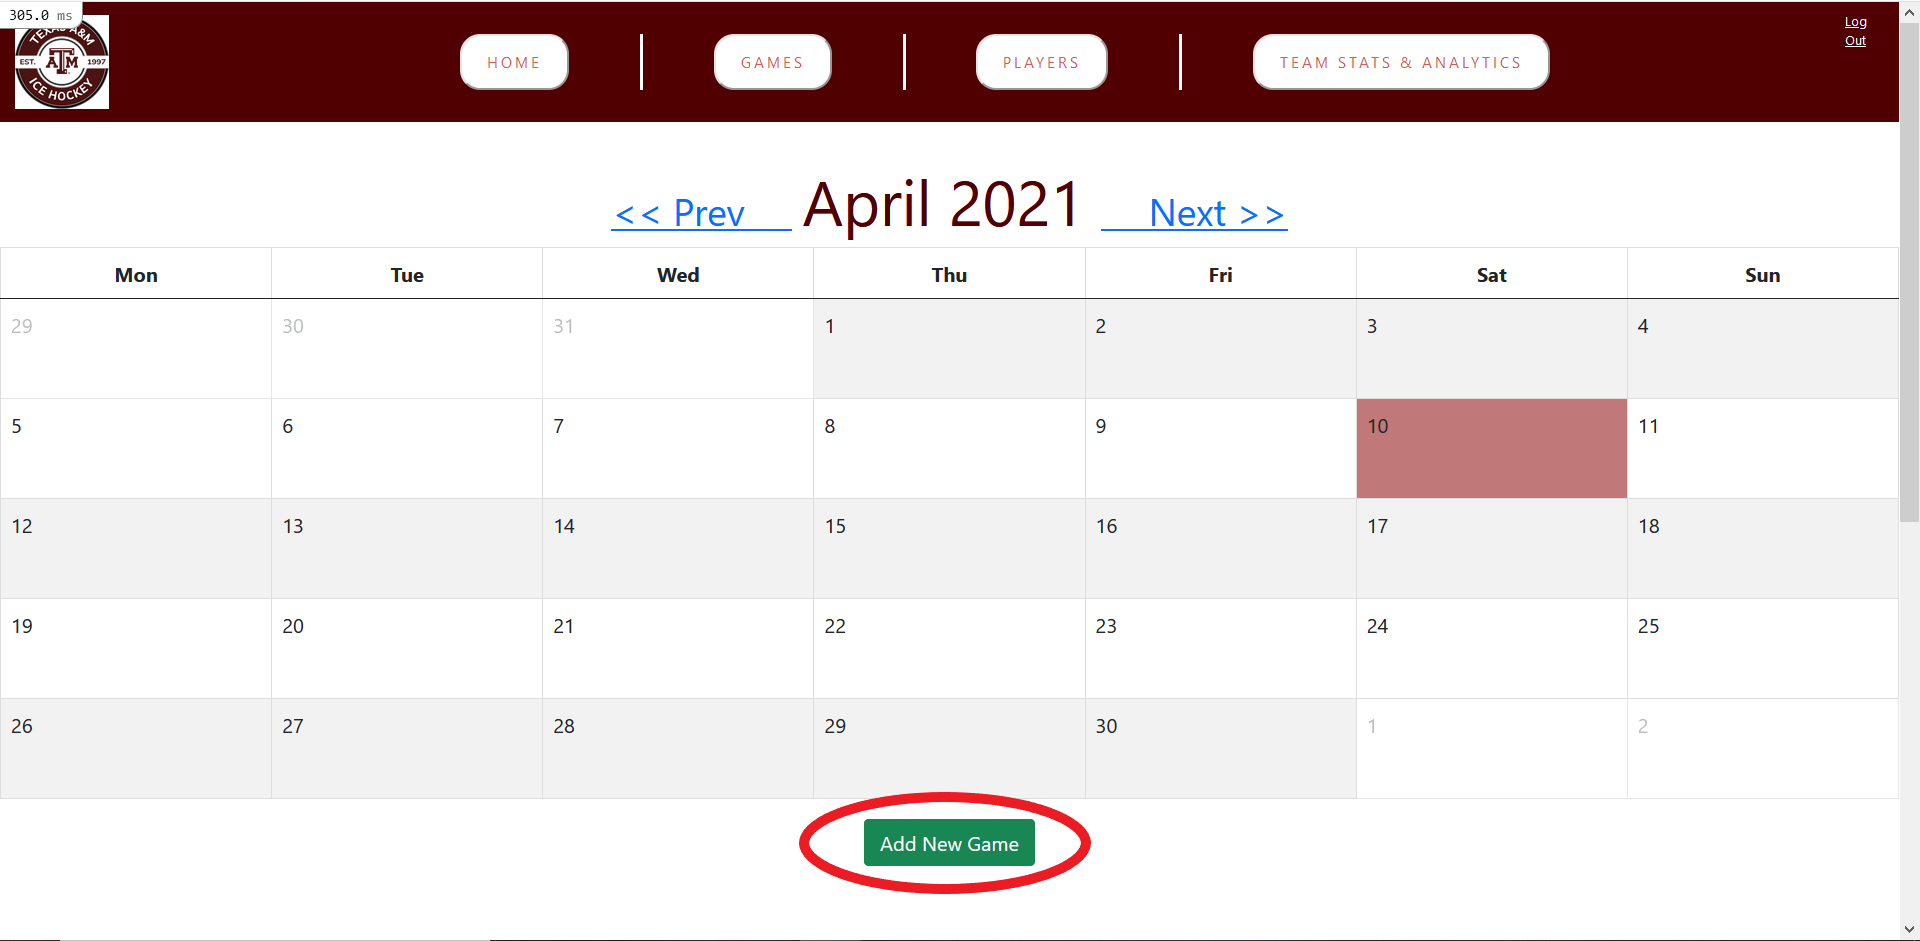 305.0 ms
TEXAS A&M
EST. ATM 1997
ICE HOCKEY
HOME GAMES PLAYERS TEAM STATS & ANALYTICS
Log
Out
<< Prev April 2021 Next >>
Mon Tue Wed Thu Fri Sat Sun
29 30 31 1 2 3 4
5 6 7 8 9 10 11
12 13 14 15 16 17 18
19 20 21 22 23 24 25
26 27 28 29 30 1 2
Add New Game